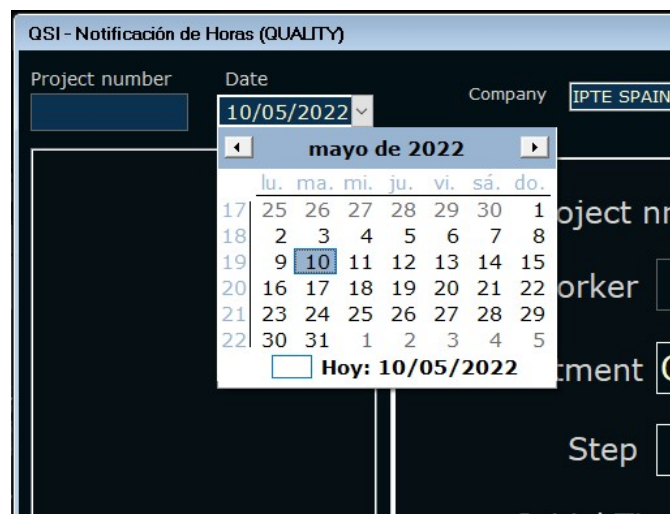 QSI - Notificación de Horas (QUALITY)
Project number Date Company
10/05/2022 IPTE SPAIN
mayo de 2022
lu. ma. mi. ju. vi. sá. do.
17 25 26 27 28 29 30 1
18 2 3 4 5 6 7 8
19 9 10 11 12 13 14 15
20 16 17 18 19 20 21 22
21 23 24 25 26 27 28 29
22 30 31 1 2 3 4 5
Hoy: 10/05/2022
oject
orker
tment
Step